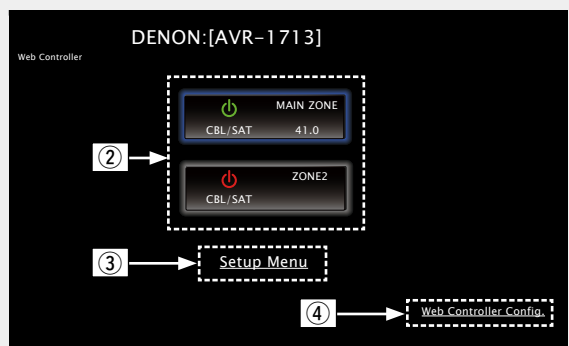 DENON:[AVR-1713]
Web Controller
MAIN ZONE
CBL/SAT 41.0
②
ZONE2
CBL/SAT
③ Setup Menu
④ Web Controller Config.